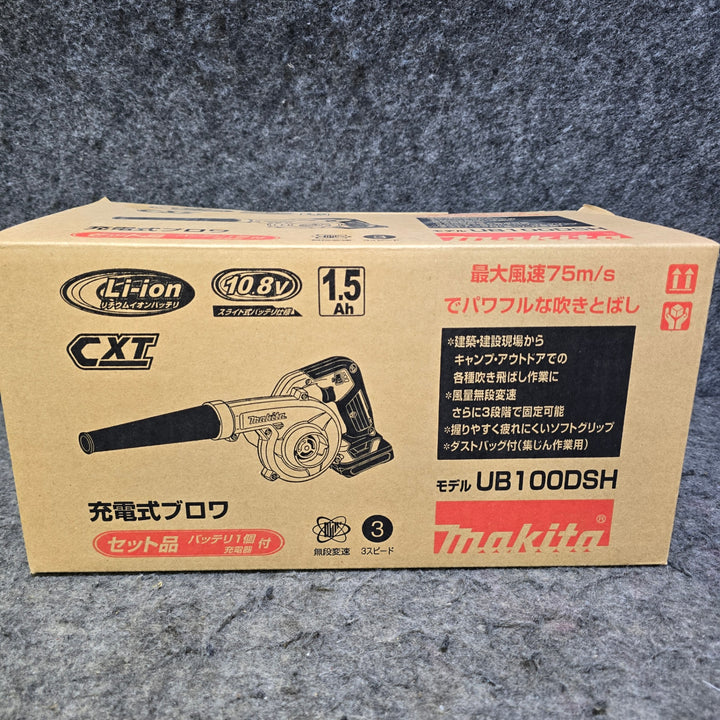 CXT
充電式ブロワ
3
Li-ion
リチウムイオンバッテリ
10.8V
スライド式バッテリ仕様
1.5
Ah
CXT
makita
充電式ブロワ
セット品 バッテリ1個
充電器 付
無段変速
3
3スピード
最大風速75m/s
でパワフルな吹きとばし
*建築・建設現場から
キャンプ・アウトドアでの
各種吹き飛ばし作業に
*風量無段変速
さらに3段階で固定可能
*握りやすく疲れにくいソフトグリップ
*ダストバッグ付(集じん作業用)
モデル UB100DSH
makita®